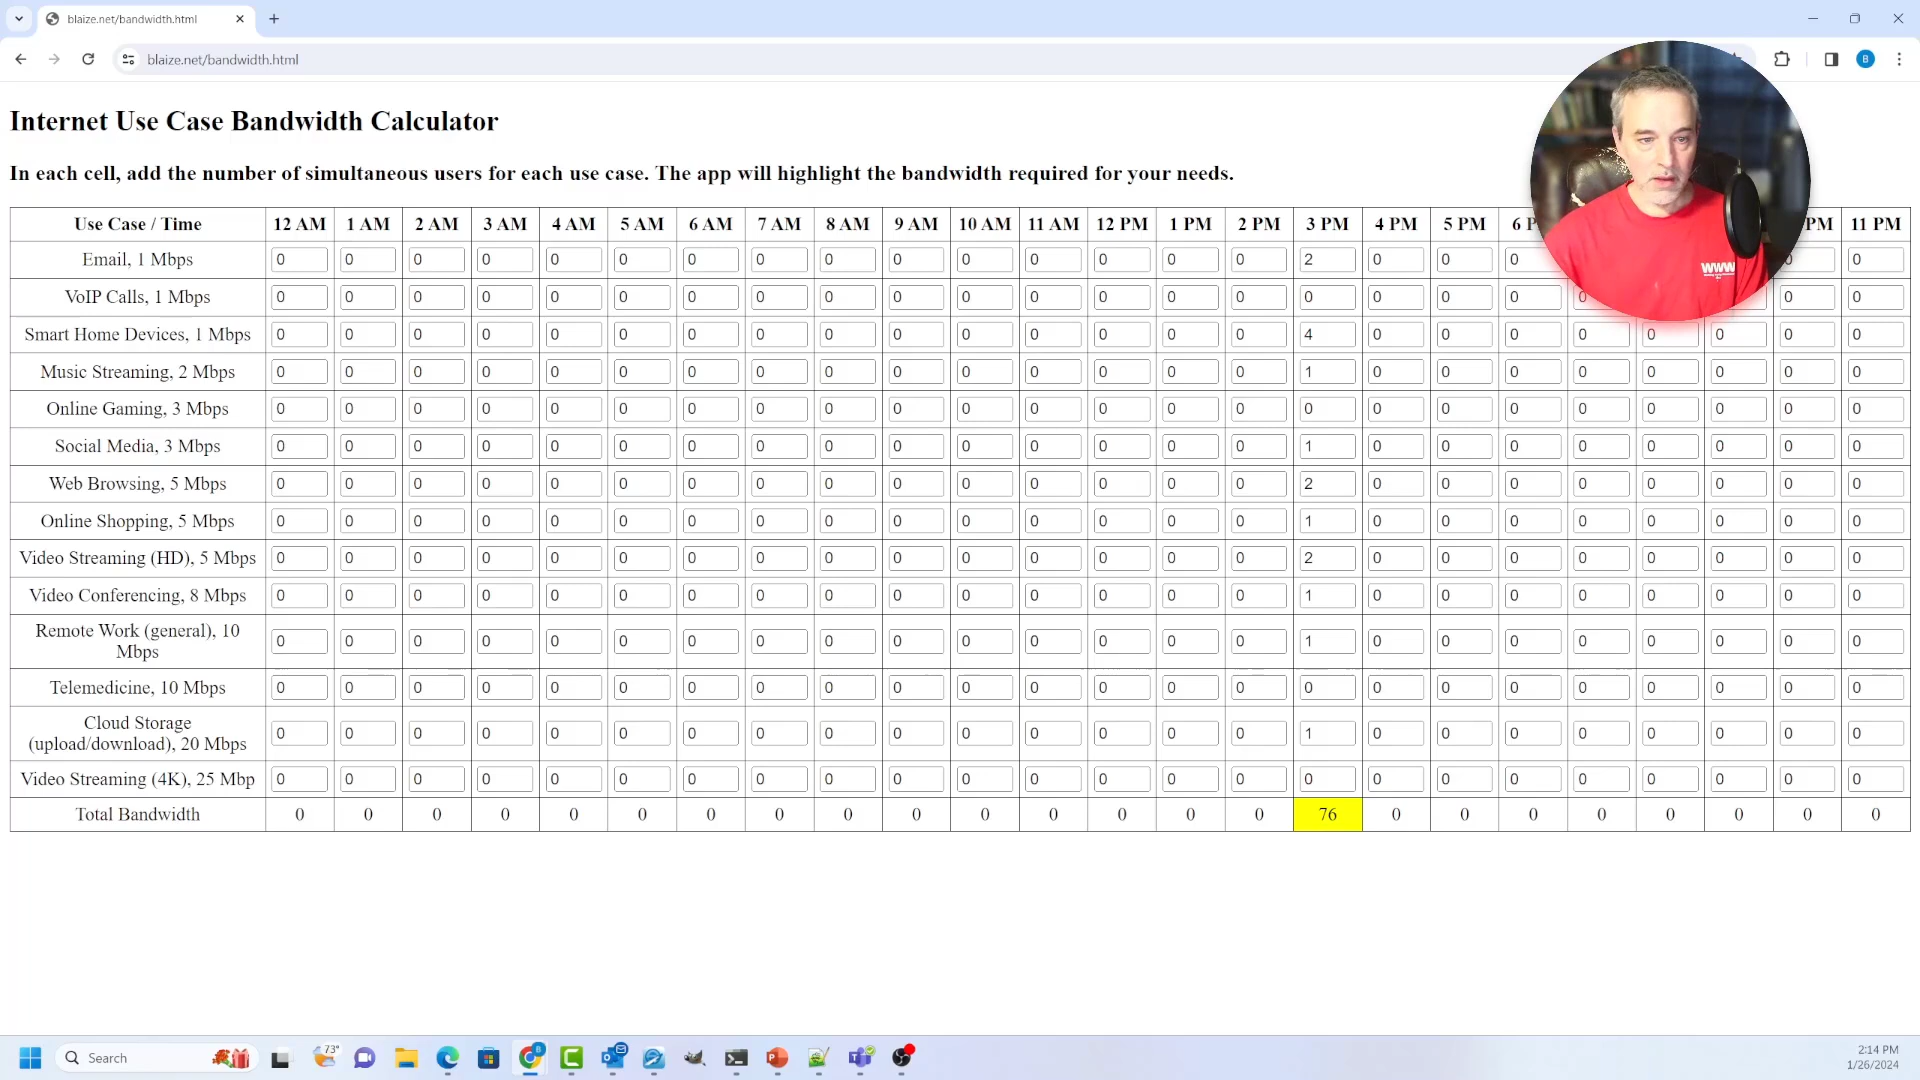 blaize.net/bandwidth.html
blaize.net/bandwidth.html
B
Internet Use Case Bandwidth Calculator
In each cell, add the number of simultaneous users for each use case. The app will highlight the bandwidth required for your needs.
Use Case / Time 12 AM 1 AM 2 AM 3 AM 4 AM 5 AM 6 AM 7 AM 8 AM 9 AM 10 AM 11 AM 12 PM 1 PM 2 PM 3 PM 4 PM 5 PM 6 P PM 11 PM
Email, 1 Mbps 0 0 0 0 0 0 0 0 0 0 0 0 0 0 0 2 0 0 0 0 0
WWW
VoIP Calls, 1 Mbps 0 0 0 0 0 0 0 0 0 0 0 0 0 0 0 0 0 0 0 0 0 0
Smart Home Devices, 1 Mbps 0 0 0 0 0 0 0 0 0 0 0 0 0 0 0 4 0 0 0 0 0 0 0 0
Music Streaming, 2 Mbps 0 0 0 0 0 0 0 0 0 0 0 0 0 0 0 1 0 0 0 0 0 0 0 0
Online Gaming, 3 Mbps 0 0 0 0 0 0 0 0 0 0 0 0 0 0 0 0 0 0 0 0 0 0 0 0
Social Media, 3 Mbps 0 0 0 0 0 0 0 0 0 0 0 0 0 0 0 1 0 0 0 0 0 0 0 0
Web Browsing, 5 Mbps 0 0 0 0 0 0 0 0 0 0 0 0 0 0 0 2 0 0 0 0 0 0 0 0
Online Shopping, 5 Mbps 0 0 0 0 0 0 0 0 0 0 0 0 0 0 0 1 0 0 0 0 0 0 0 0
Video Streaming (HD), 5 Mbps 0 0 0 0 0 0 0 0 0 0 0 0 0 0 0 2 0 0 0 0 0 0 0 0
Video Conferencing, 8 Mbps 0 0 0 0 0 0 0 0 0 0 0 0 0 0 0 1 0 0 0 0 0 0 0 0
Remote Work (general), 10
Mbps 0 0 0 0 0 0 0 0 0 0 0 0 0 0 0 1 0 0 0 0 0 0 0 0
Telemedicine, 10 Mbps 0 0 0 0 0 0 0 0 0 0 0 0 0 0 0 0 0 0 0 0 0 0 0 0
Cloud Storage
(upload/download), 20 Mbps 0 0 0 0 0 0 0 0 0 0 0 0 0 0 0 1 0 0 0 0 0 0 0 0
Video Streaming (4K), 25 Mbp 0 0 0 0 0 0 0 0 0 0 0 0 0 0 0 0 0 0 0 0 0 0 0 0
Total Bandwidth 0 0 0 0 0 0 0 0 0 0 0 0 0 0 0 76 0 0 0 0 0 0 0 0
Search
73°
2:14 PM
1/26/2024